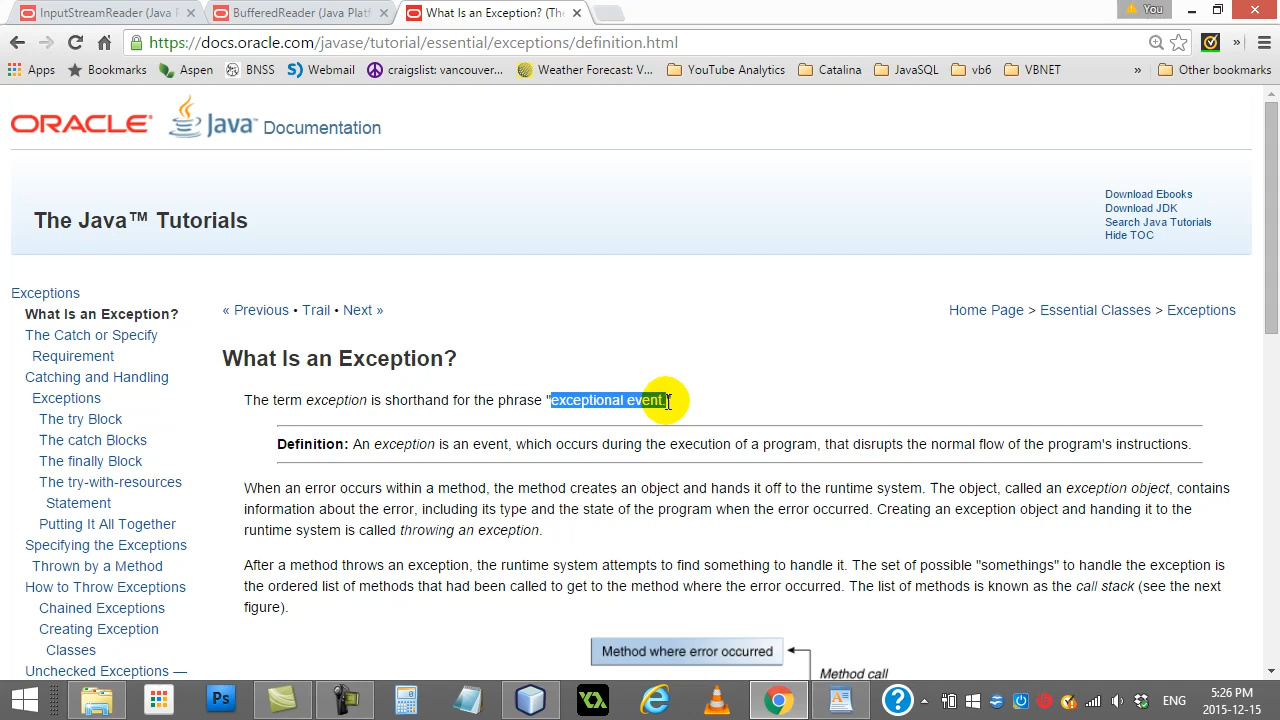 InputStreamReader (Java P
BufferedReader (Java Platf
What Is an Exception? (The
You
https://docs.oracle.com/javase/tutorial/essential/exceptions/definition.html
Apps
Bookmarks
Aspen
BNSS
Webmail
craigslist: vancouver...
Weather Forecast: V...
YouTube Analytics
Catalina
JavaSQL
vb6
VBNET
»
Other bookmarks
ORACLE
Java Documentation
The Java™ Tutorials
Download Ebooks
Download JDK
Search Java Tutorials
Hide TOC
Exceptions
What Is an Exception?
The Catch or Specify
Requirement
Catching and Handling
Exceptions
The try Block
The catch Blocks
The finally Block
The try-with-resources
Statement
Putting It All Together
Specifying the Exceptions
Thrown by a Method
How to Throw Exceptions
Chained Exceptions
Creating Exception
Classes
Unchecked Exceptions —
« Previous • Trail • Next »
Home Page > Essential Classes > Exceptions
What Is an Exception?
The term exception is shorthand for the phrase "exceptional event."
Definition: An exception is an event, which occurs during the execution of a program, that disrupts the normal flow of the program's instructions.
When an error occurs within a method, the method creates an object and hands it off to the runtime system. The object, called an exception object, contains
information about the error, including its type and the state of the program when the error occurred. Creating an exception object and handing it to the
runtime system is called throwing an exception.
After a method throws an exception, the runtime system attempts to find something to handle it. The set of possible "somethings" to handle the exception is
the ordered list of methods that had been called to get to the method where the error occurred. The list of methods is known as the call stack (see the next
figure).
Method where error occurred
Method call
Ps
ENG
5:26 PM
2015-12-15